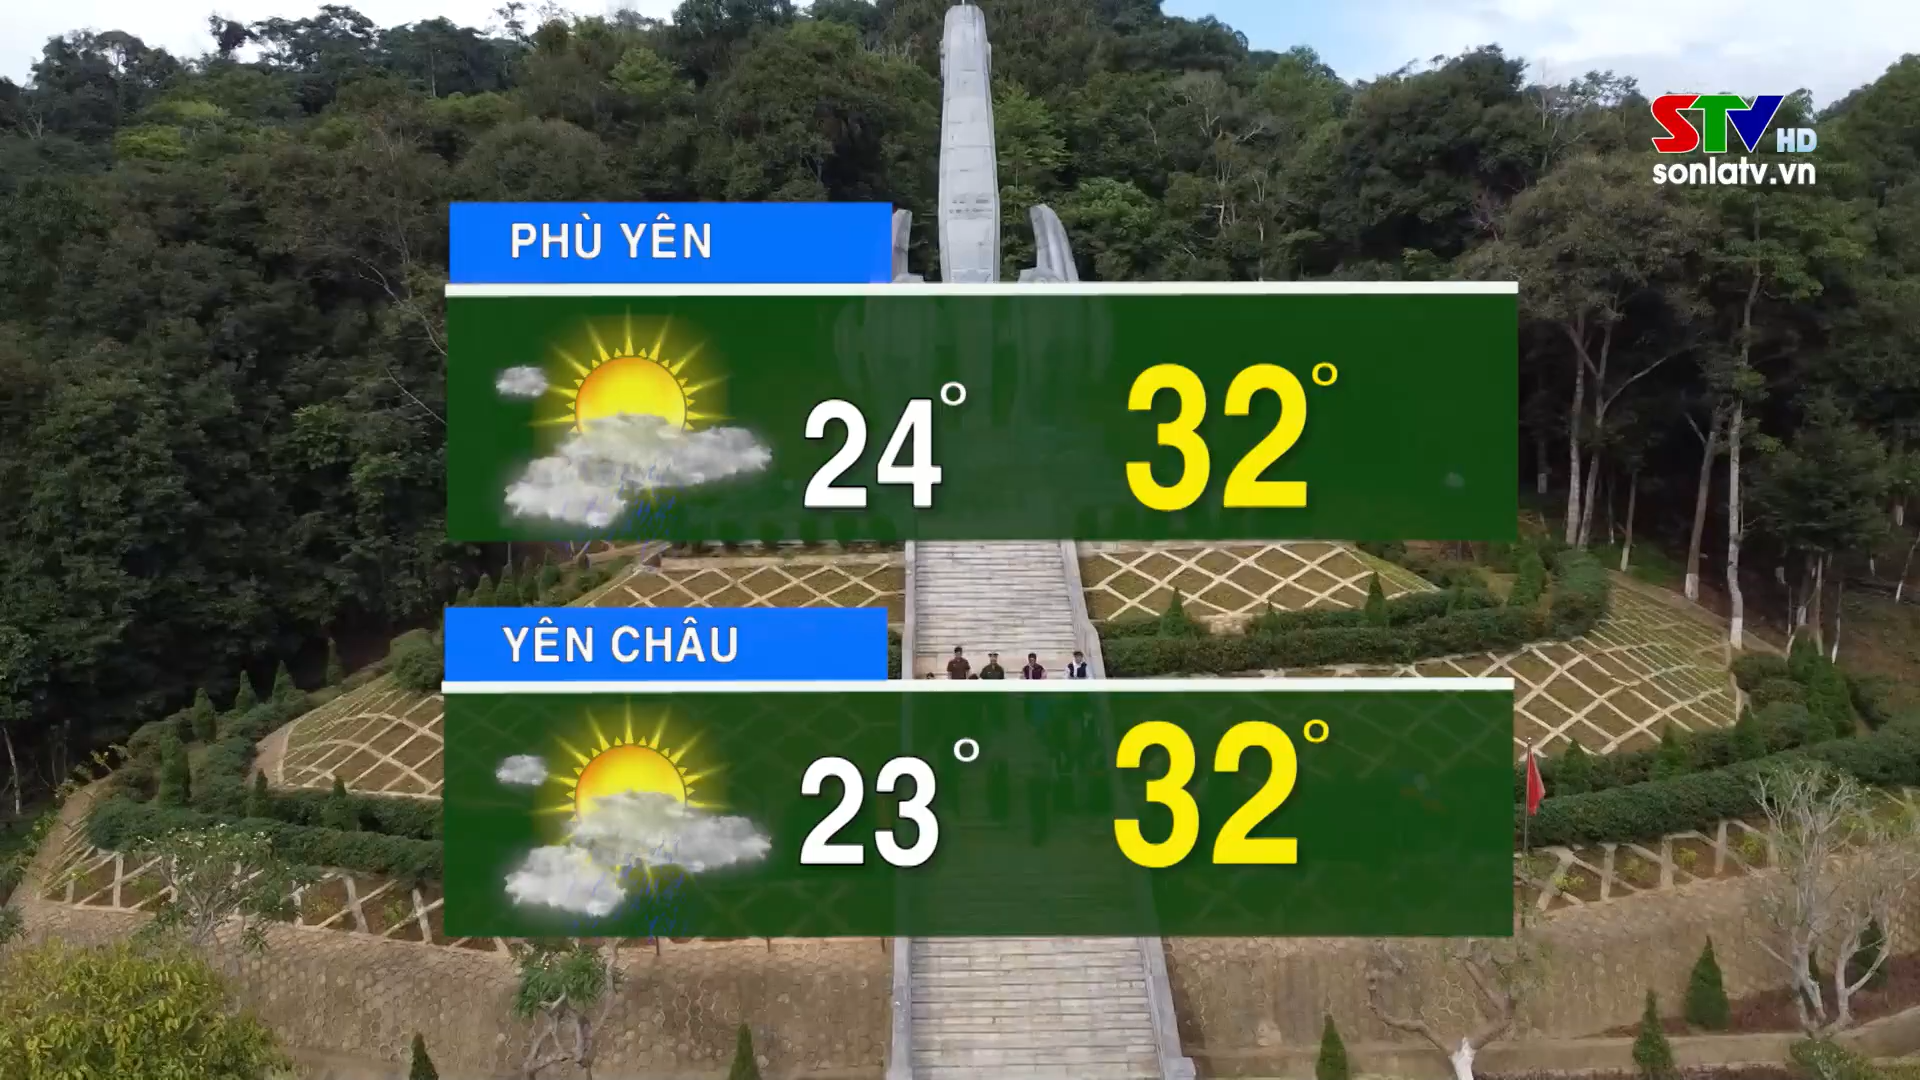 STV HD
sonlatv.vn
PHÙ YÊN
24° 32°
YÊN CHÂU
23° 32°